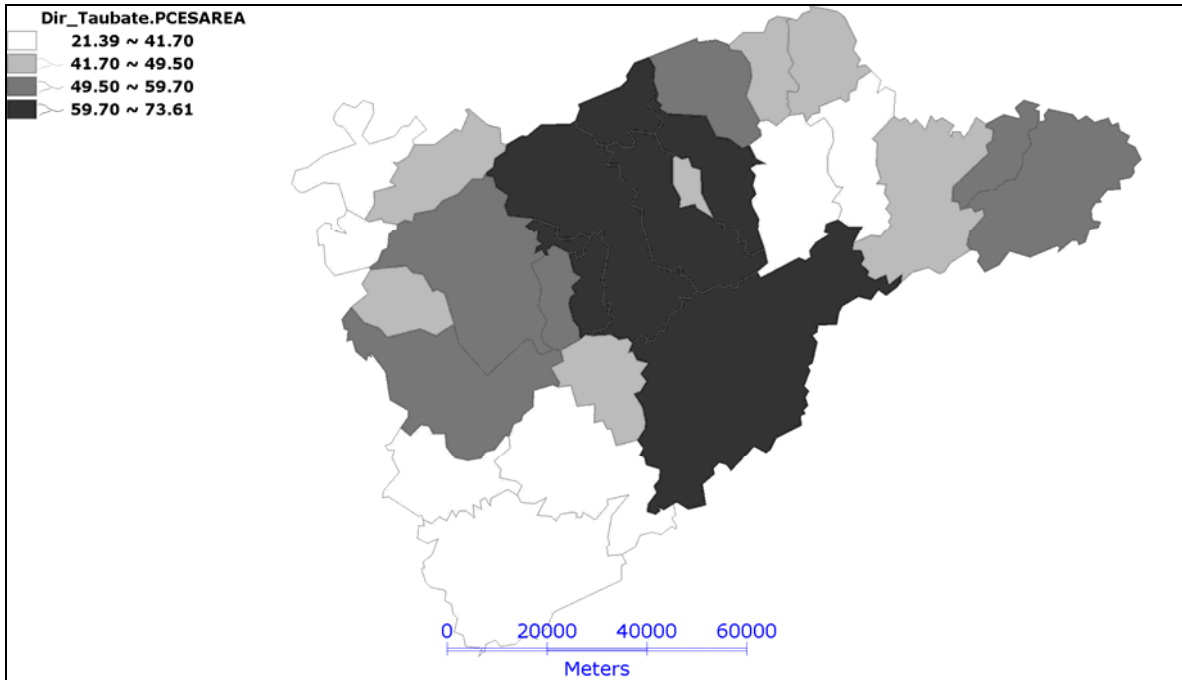 Dir_Taubate.PCESAREA
21.39 ~ 41.70
41.70 ~ 49.50
49.50 ~ 59.70
59.70 ~ 73.61
0 20000 40000 60000
Meters